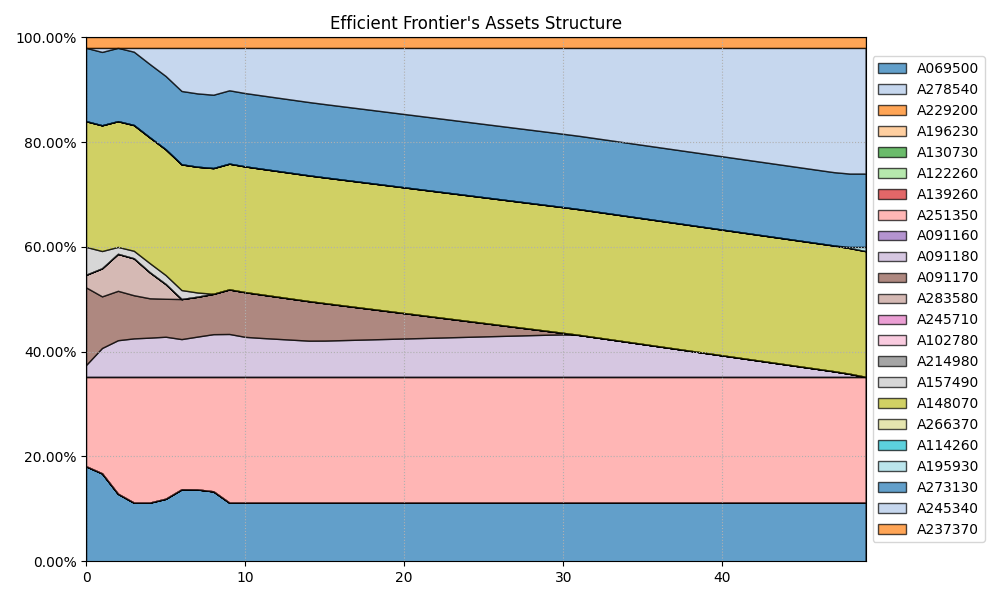 Efficient Frontier's Assets Structure
100.00%
80.00%
60.00%
40.00%
20.00%
0.00%
0
10
20
30
40
A069500
A278540
A229200
A196230
A130730
A122260
A139260
A251350
A091160
A091180
A091170
A283580
A245710
A102780
A214980
A157490
A148070
A266370
A114260
A195930
A273130
A245340
A237370